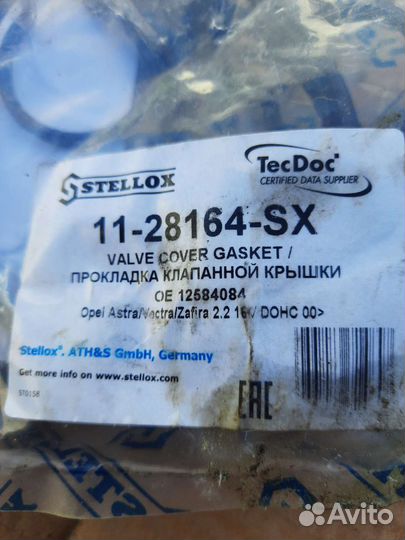 STELLOX
TecDoc
CERTIFIED DATA SUPPLIER
11-28164-SX
VALVE COVER GASKET /
ПРОКЛАДКА КЛАПАННОЙ КРЫШКИ
OE 12584084
Opel Astra/Vectra/Zafira 2.2 16V DOHC 00>
Stellox®. ATH&S GmbH, Germany
Get more info on www.stellox.com
ST0158
EAC
Avito